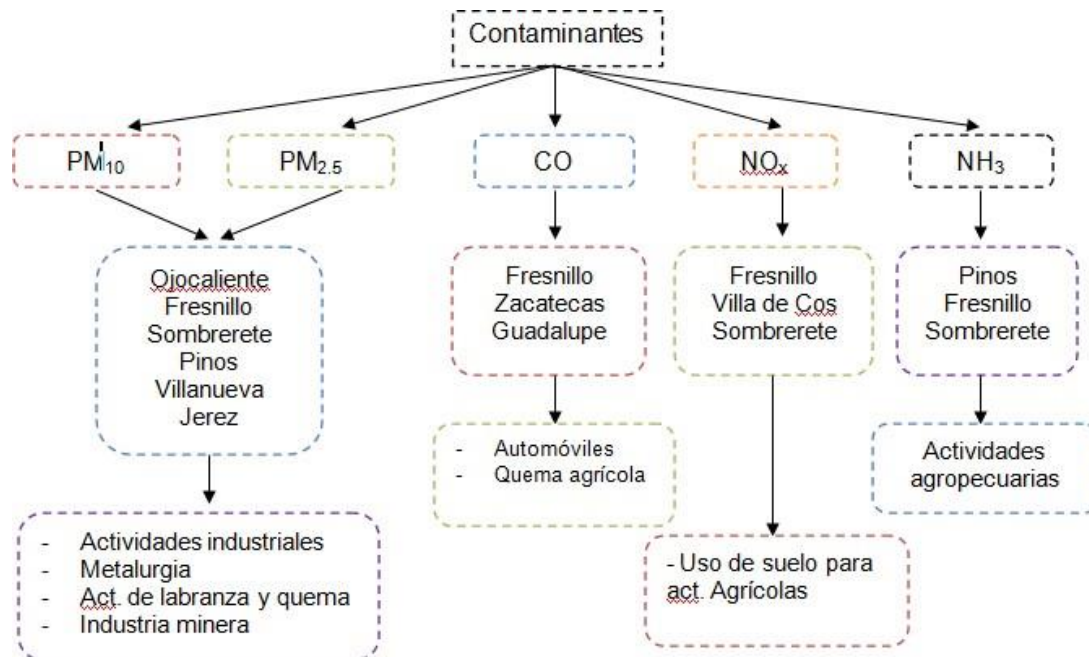 Contaminantes
PM10
PM2.5
CO
NOx
NH3
Ojocaliente
Fresnillo
Sombrerete
Pinos
Villanueva
Jerez
Fresnillo
Zacatecas
Guadalupe
Fresnillo
Villa de Cos
Sombrerete
Pinos
Fresnillo
Sombrerete
- Actividades industriales
- Metalurgia
- Act. de labranza y quema
- Industria minera
- Automóviles
- Quema agrícola
- Uso de suelo para
act. Agrícolas
Actividades
agropecuarias